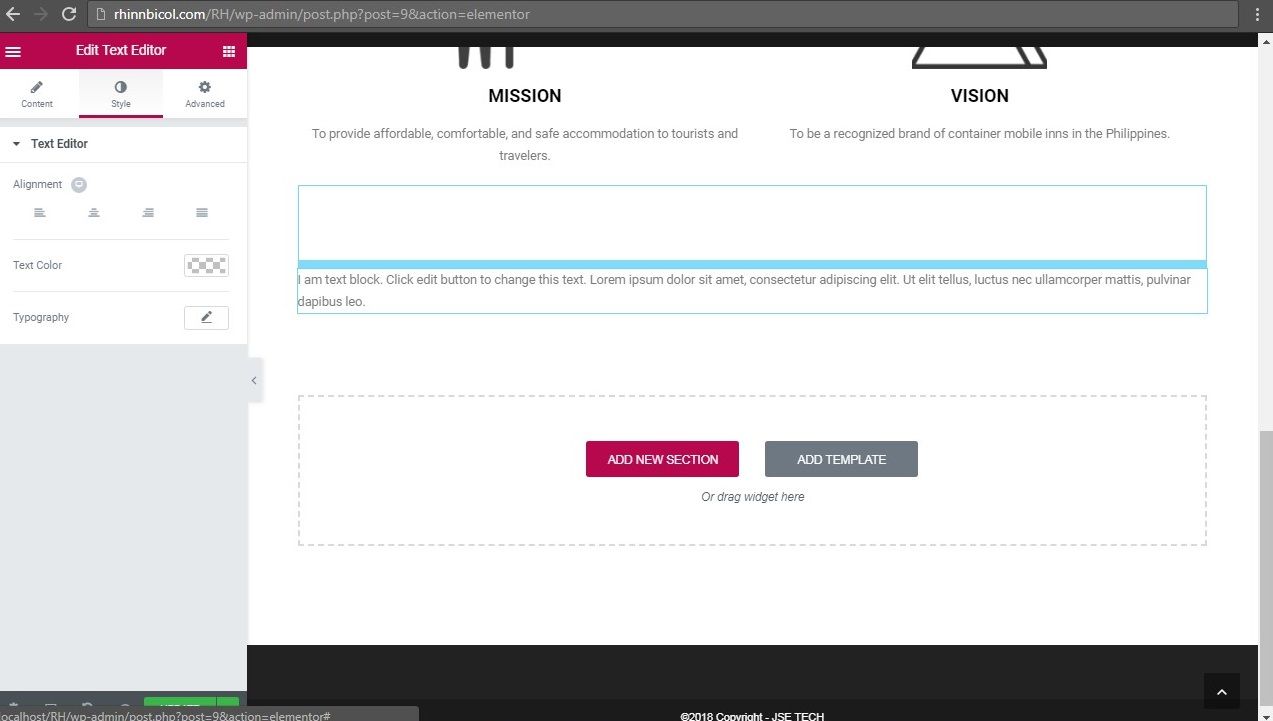 rhinnbicol.com/RH/wp-admin/post.php?post=9&action=elementor
Edit Text Editor
Content
Style
Advanced
Text Editor
Alignment
Text Color
Typography
MISSION
To provide affordable, comfortable, and safe accommodation to tourists and
travelers.
VISION
To be a recognized brand of container mobile inns in the Philippines.
I am text block. Click edit button to change this text. Lorem ipsum dolor sit amet, consectetur adipiscing elit. Ut elit tellus, luctus nec ullamcorper mattis, pulvinar
dapibus leo.
ADD NEW SECTION
ADD TEMPLATE
Or drag widget here
UPDATE
localhost/RH/wp-admin/post.php?post=9&action=elementor#
©2018 Copyright - JSE TECH